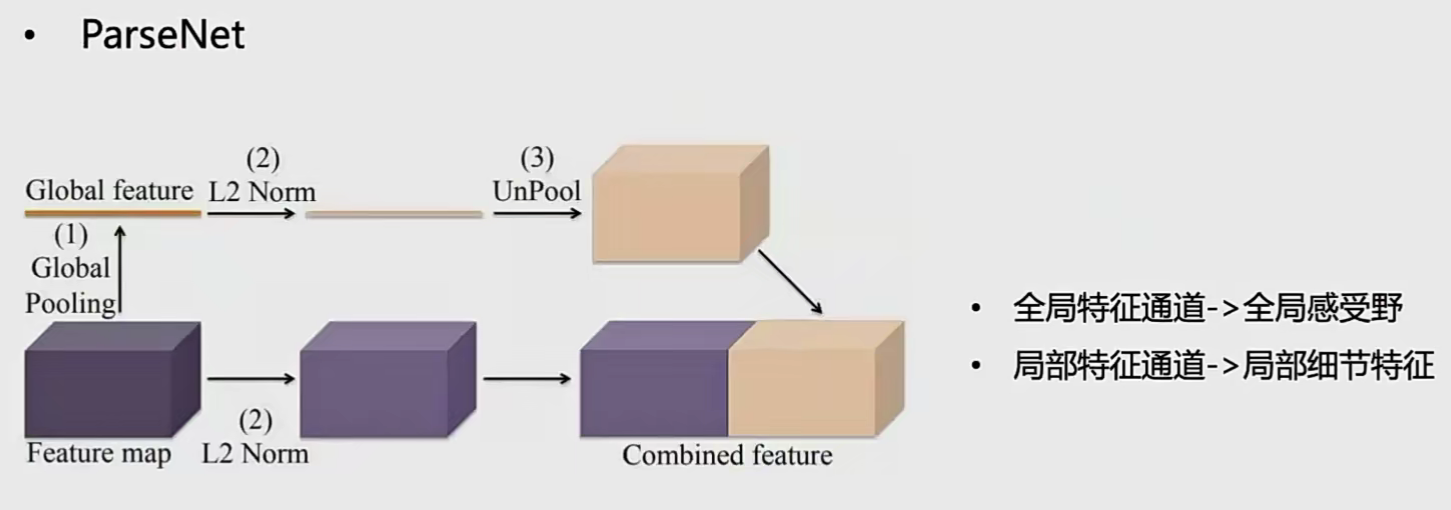 • ParseNet
(2)
L2 Norm
(3)
UnPool
Global feature
(1)
Global
Pooling
Feature map
(2)
L2 Norm
Combined feature
• 全局特征通道->全局感受野
• 局部特征通道->局部细节特征